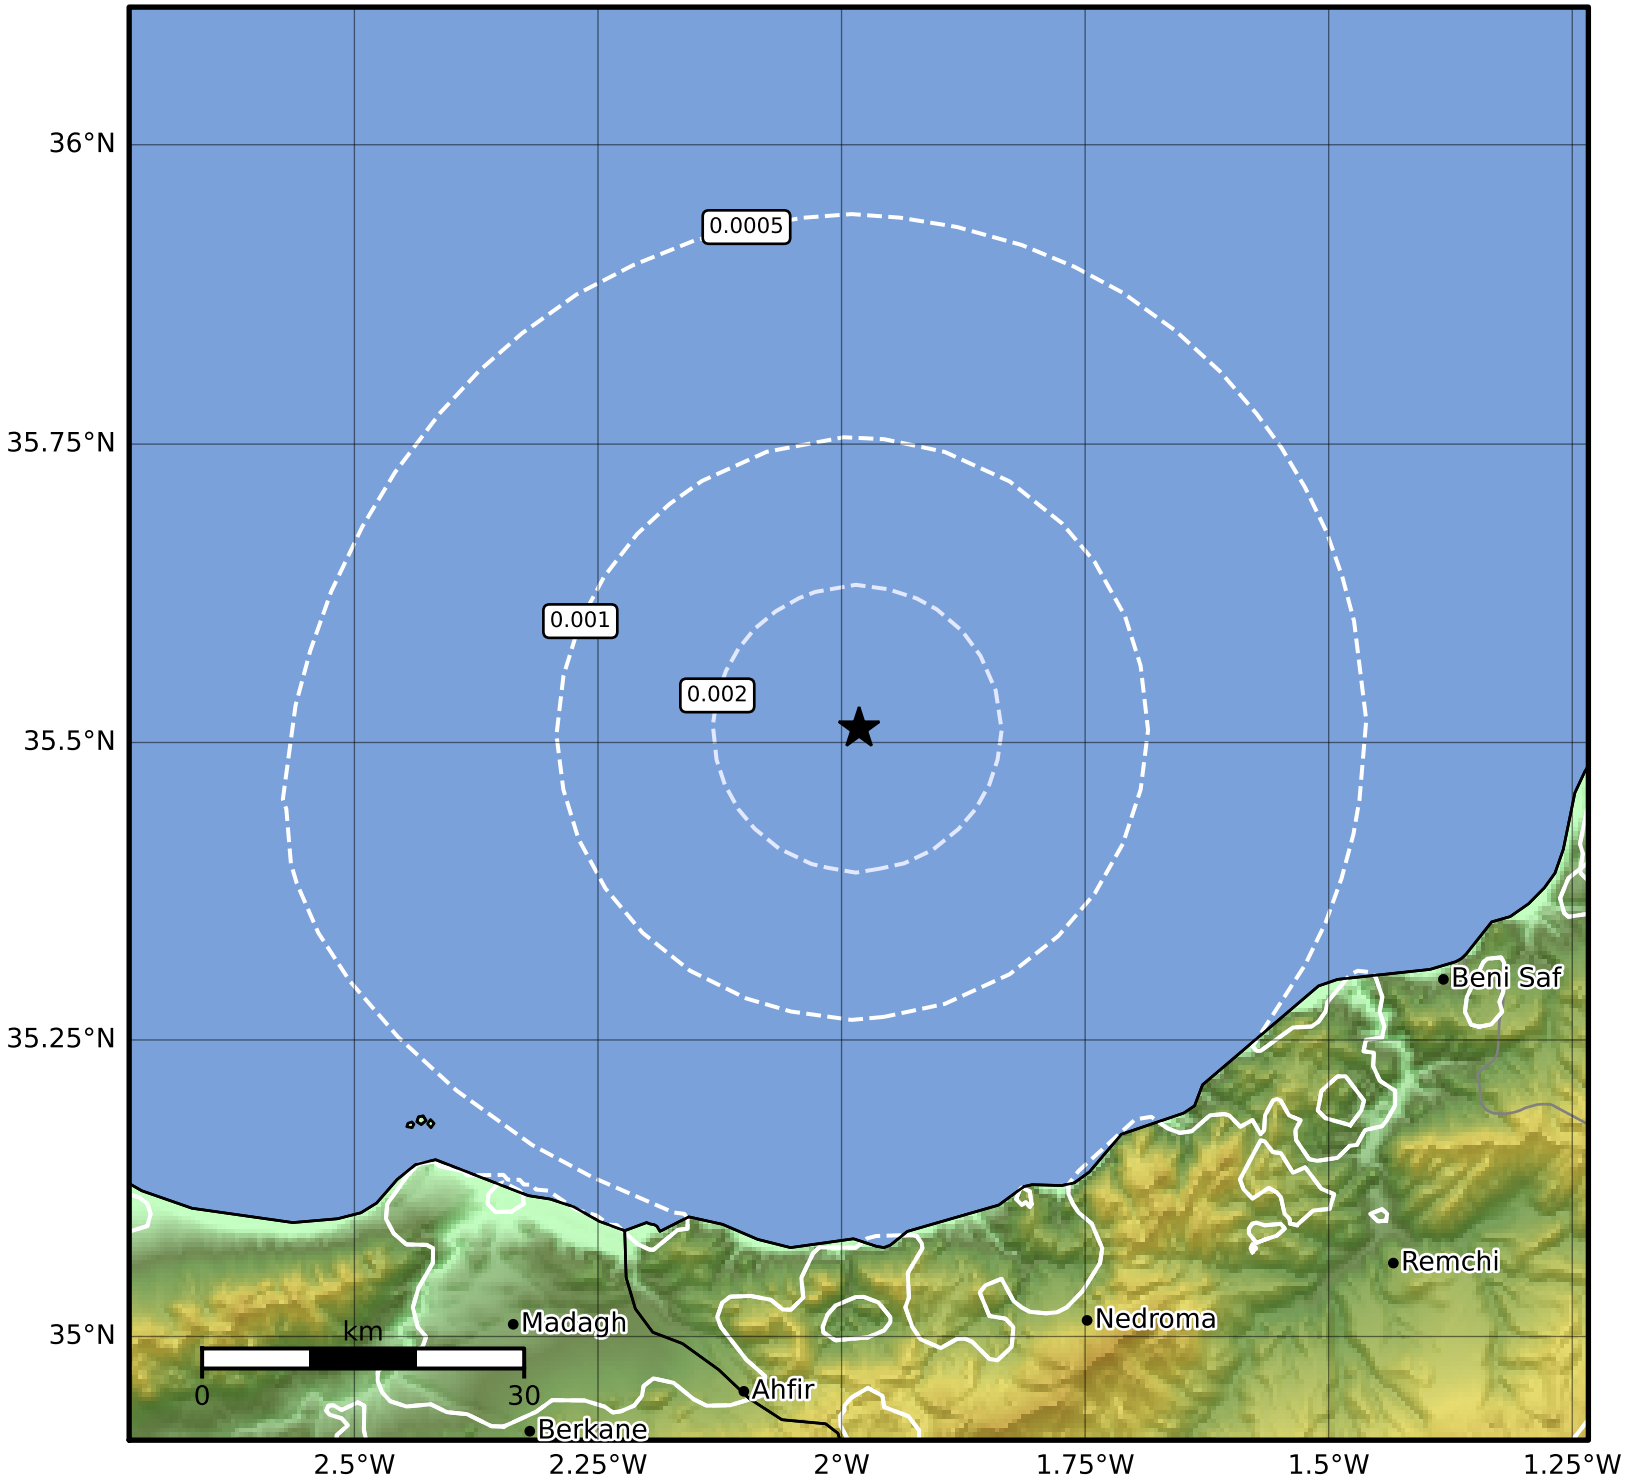 36°N
0.0005
35.75°N
0.001
0.002
35.5°N
Beni Saf
35.25°N
Remchi
Nedroma
Madagh
35°N
km
0 30
Ahfir
Berkane
2.5°W 2.25°W 2°W 1.75°W 1.5°W 1.25°W